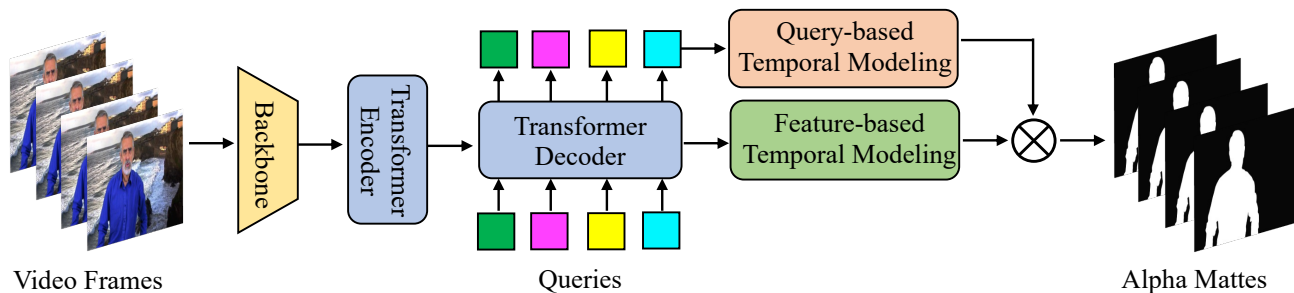 Video Frames
Backbone
Transformer
Encoder
Transformer
Decoder
Queries
Query-based
Temporal Modeling
Feature-based
Temporal Modeling
Alpha Mattes